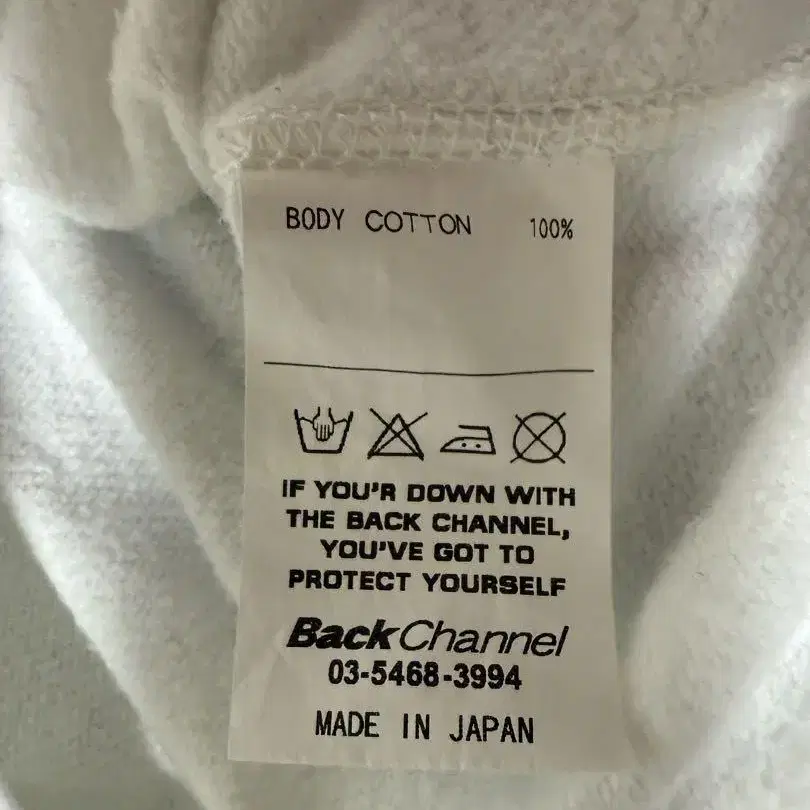 BODY COTTON 100%
IF YOU'R DOWN WITH
THE BACK CHANNEL,
YOU'VE GOT TO
PROTECT YOURSELF
BackChannel
03-5468-3994
MADE IN JAPAN